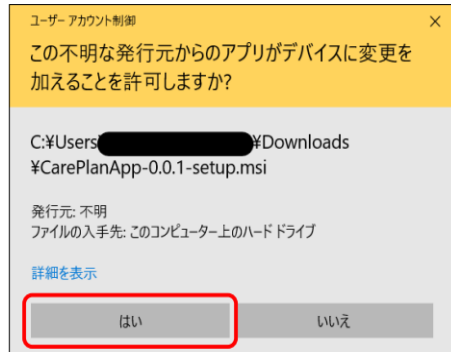 ユーザー アカウント制御
この不明な発行元からのアプリがデバイスに変更を
加えることを許可しますか?
C:¥Users¥Downloads
¥CarePlanApp-0.0.1-setup.msi
発行元: 不明
ファイルの入手先: このコンピューター上のハード ドライブ
詳細を表示
はい
いいえ